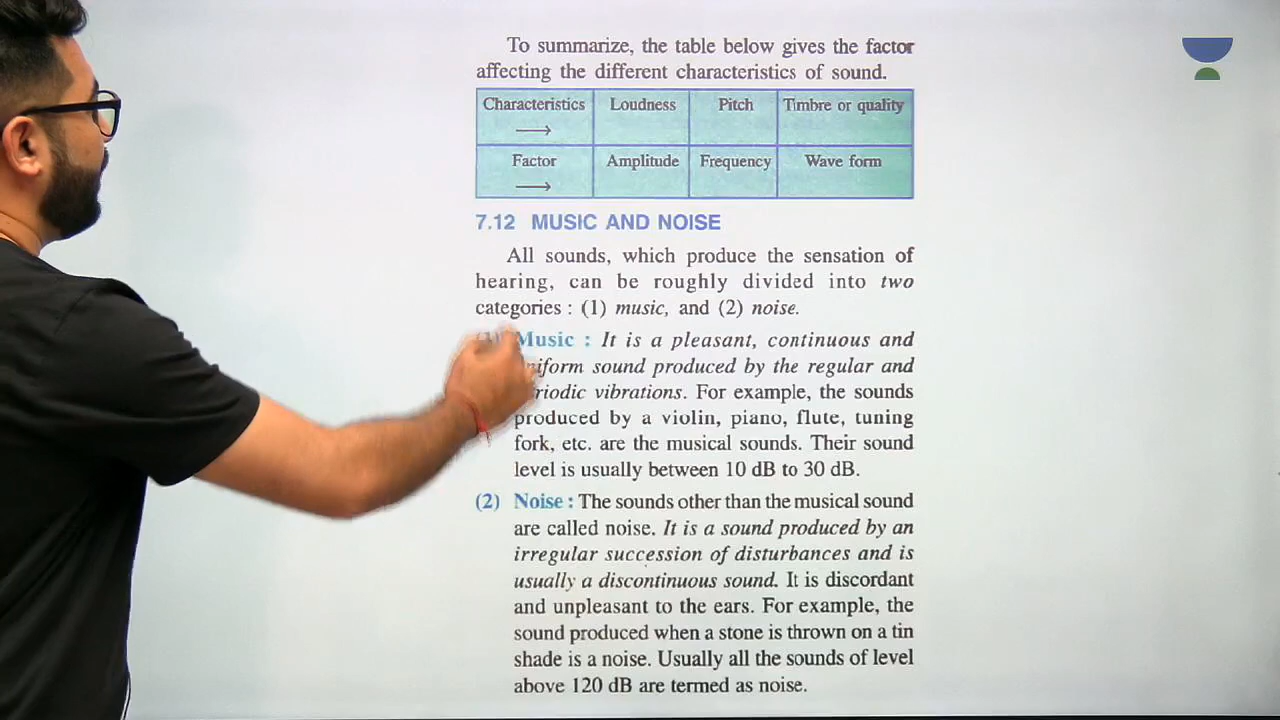 To summarize, the table below gives the factor
affecting the different characteristics of sound.
Characteristics → Loudness Pitch Timbre or quality
Factor → Amplitude Frequency Wave form
7.12 MUSIC AND NOISE
All sounds, which produce the sensation of
hearing, can be roughly divided into two
categories : (1) music, and (2) noise.
Music : It is a pleasant, continuous and
sound produced by the regular and
vibrations. For example, the sounds
produced by a violin, piano, flute, tuning
fork, etc. are the musical sounds. Their sound
level is usually between 10 dB to 30 dB.
(2) Noise : The sounds other than the musical sound
are called noise. It is a sound produced by an
irregular succession of disturbances and is
usually a discontinuous sound. It is discordant
and unpleasant to the ears. For example, the
sound produced when a stone is thrown on a tin
shade is a noise. Usually all the sounds of level
above 120 dB are termed as noise.